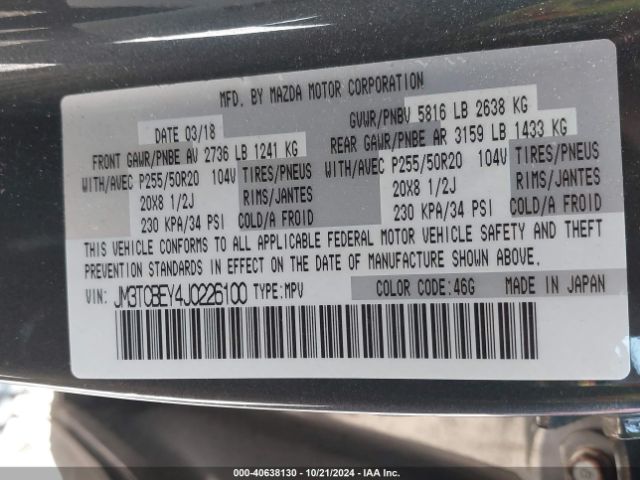 MFD. BY MAZDA MOTOR CORPORATION
DATE 03/18 GVWR/PNBV 5816 LB 2638 KG
FRONT GAWR/PNBE AV 2736 LB 1241 KG REAR GAWR/PNBE AR 3159 LB 1433 KG
WITH/AVEC P255/50R20 104V TIRES/PNEUS WITH/AVEC P255/50R20 104V TIRES/PNEUS
20X8 1/2J RIMS/JANTES 20X8 1/2J RIMS/JANTES
230 KPA/34 PSI COLD/A FROID 230 KPA/34 PSI COLD/A FROID
THIS VEHICLE CONFORMS TO ALL APPLICABLE FEDERAL MOTOR VEHICLE SAFETY AND THEFT
PREVENTION STANDARDS IN EFFECT ON THE DATE OF MANUFACTURE SHOWN ABOVE.
VIN: JM3TCBEY4J0226100 TYPE:MPV COLOR CODE:46G MADE IN JAPAN
000-40638130 - 10/21/2024 - IAA Inc.